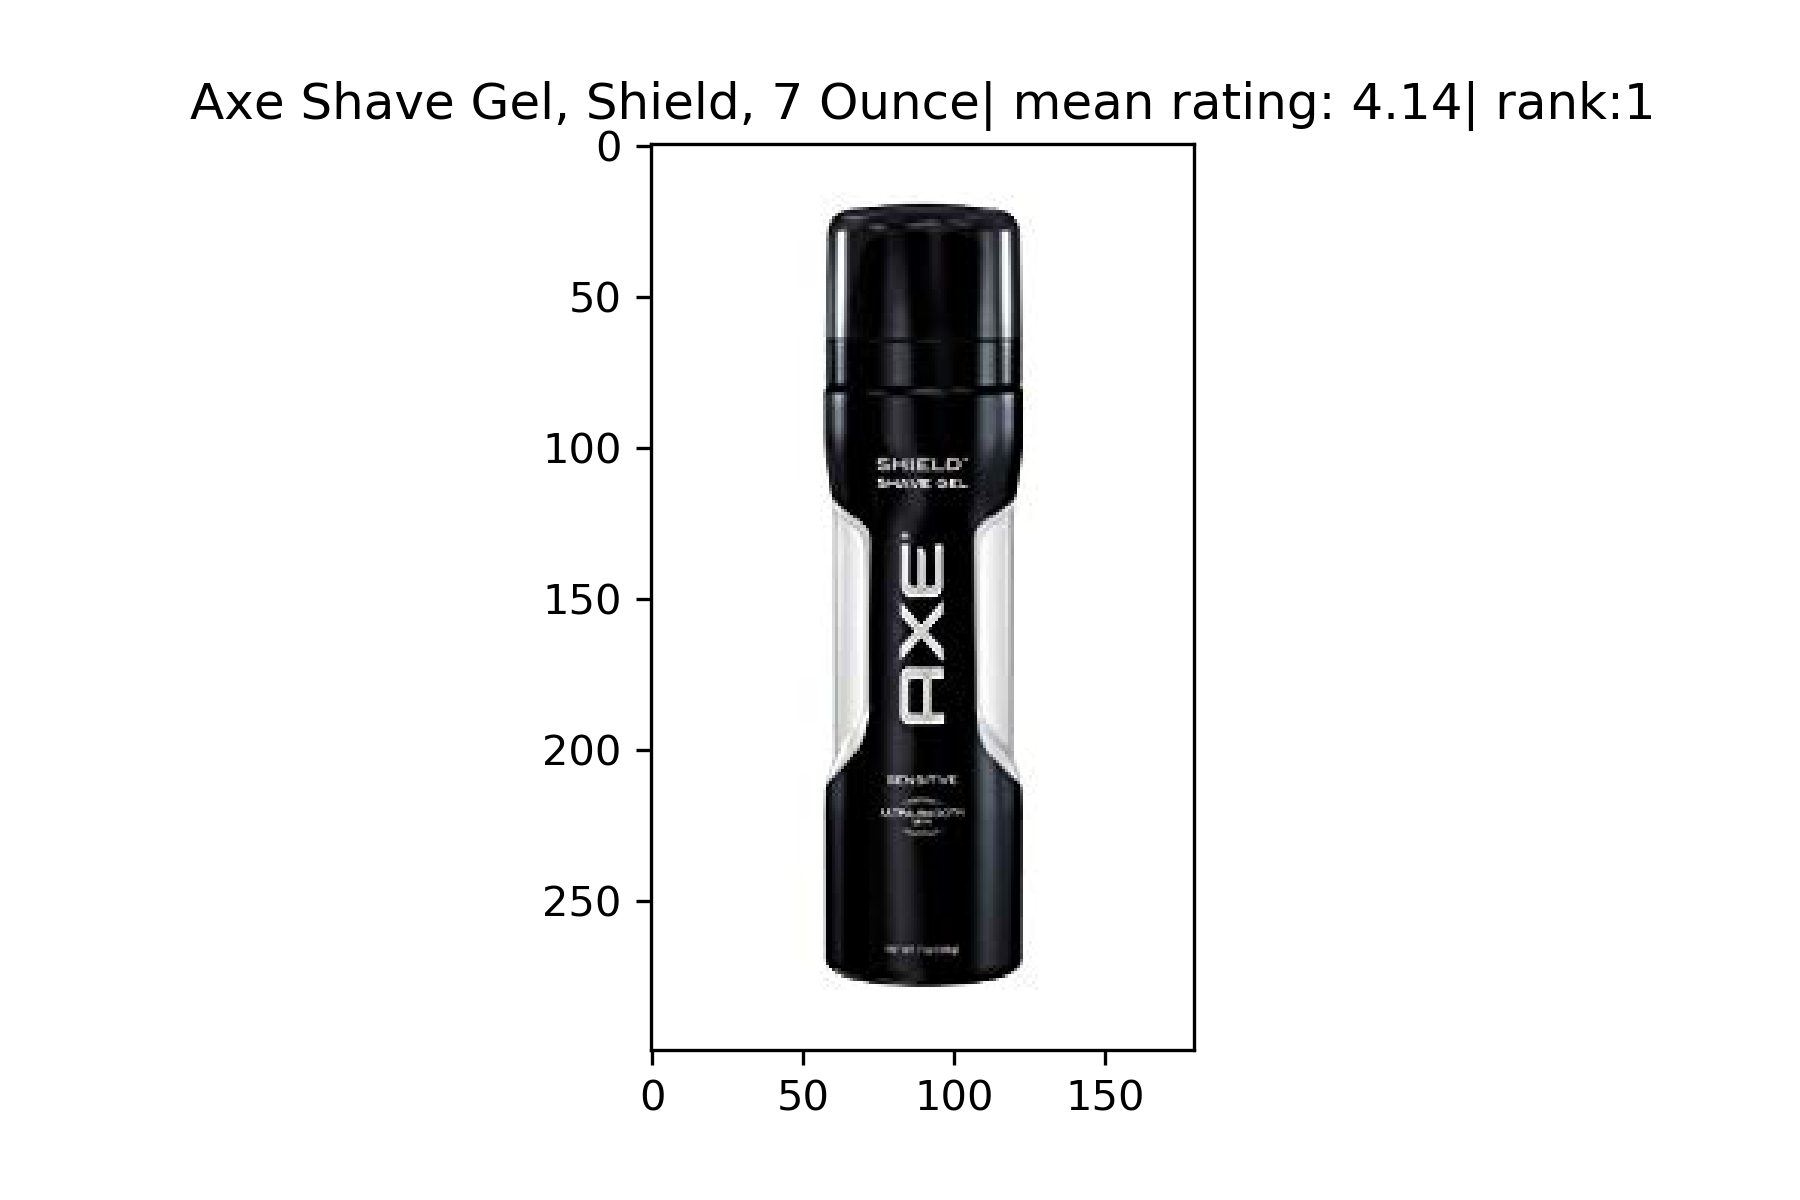 Axe Shave Gel, Shield, 7 Ounce| mean rating: 4.14| rank:1
0
50
100
150
200
250
SHIELD™
SHAVE GEL
AXE
SENSITIVE
0 50 100 150